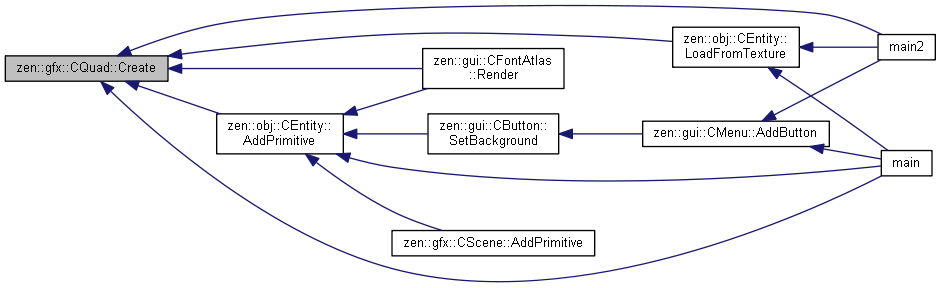 zen::gfx::CQuad::Create
zen::obj::CEntity::
AddPrimitive
zen::gui::CFontAtlas
::Render
zen::gui::CButton::
SetBackground
zen::gfx::CScene::AddPrimitive
zen::obj::CEntity::
LoadFromTexture
zen::gui::CMenu::AddButton
main2
main